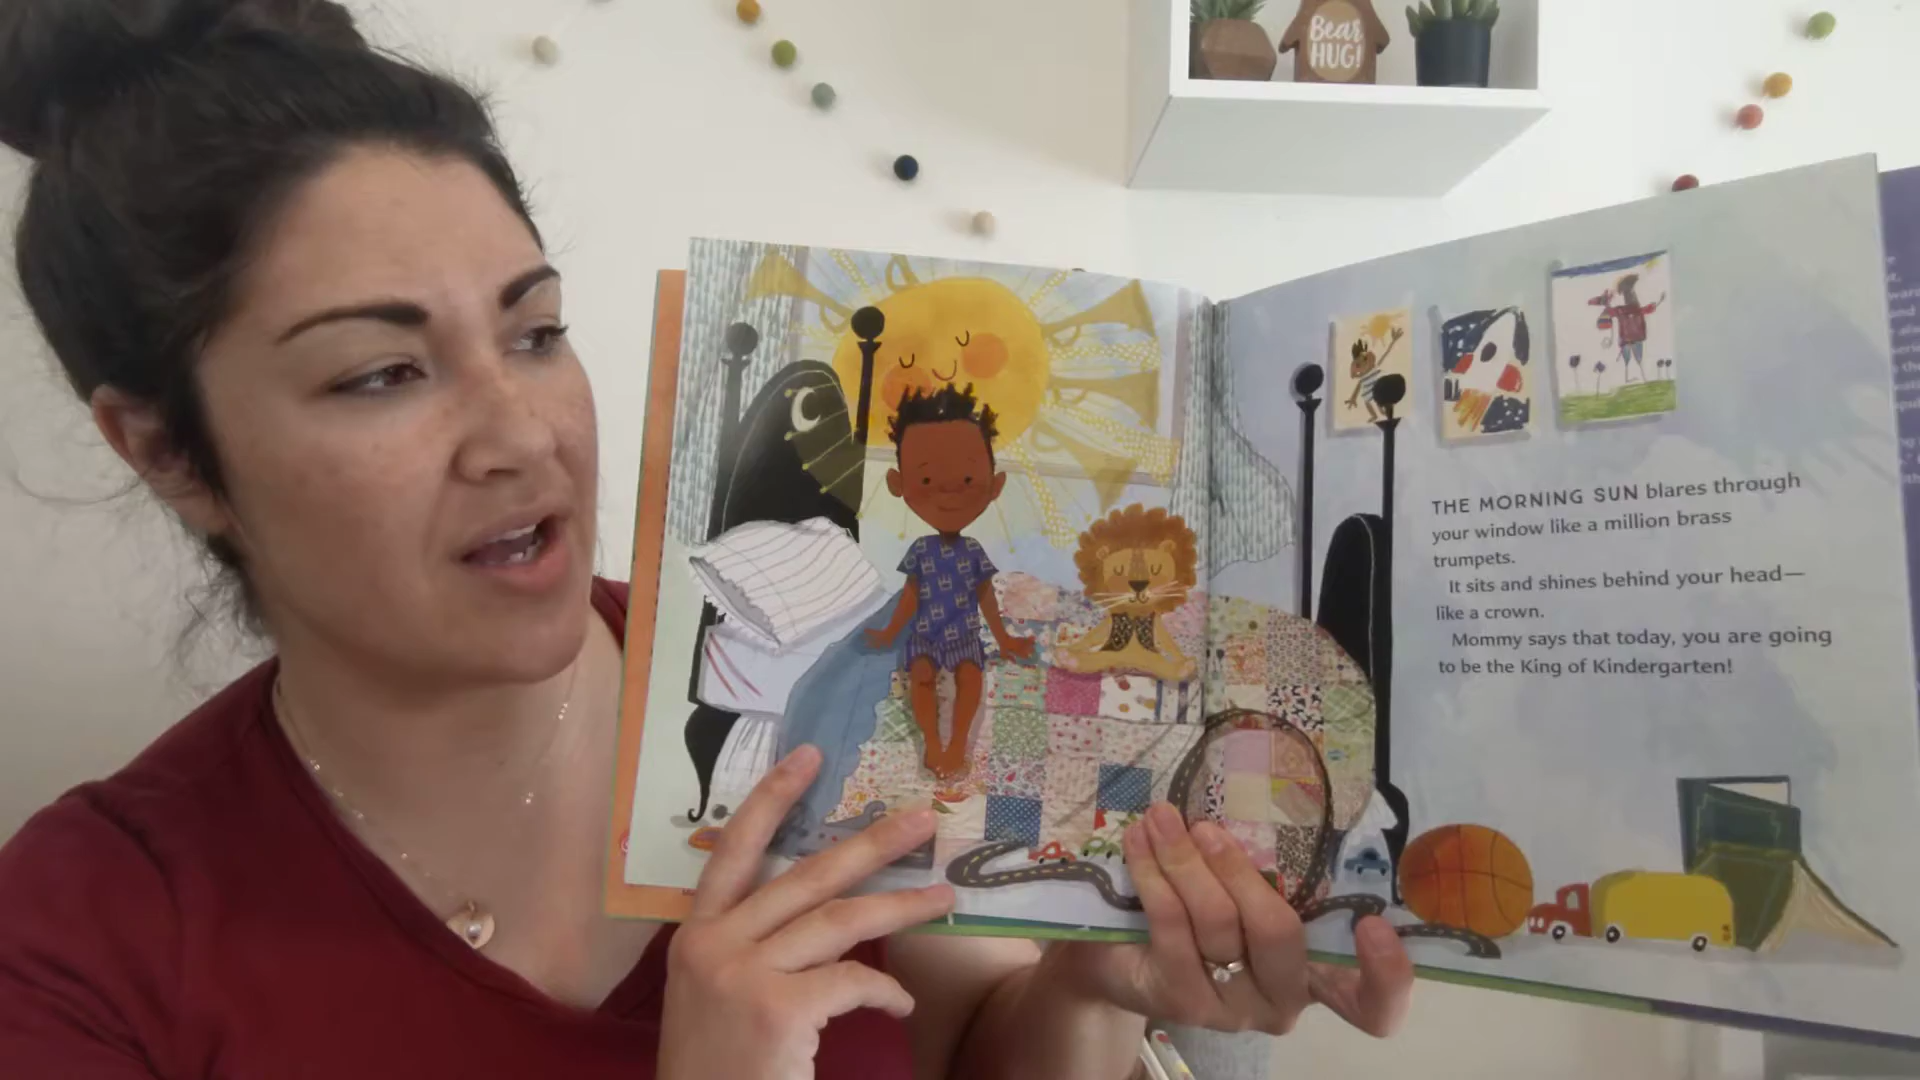 Bear
HUG!
THE MORNING SUN blares through
your window like a million brass
trumpets.
It sits and shines behind your head—
like a crown.
Mommy says that today, you are going
to be the King of Kindergarten!